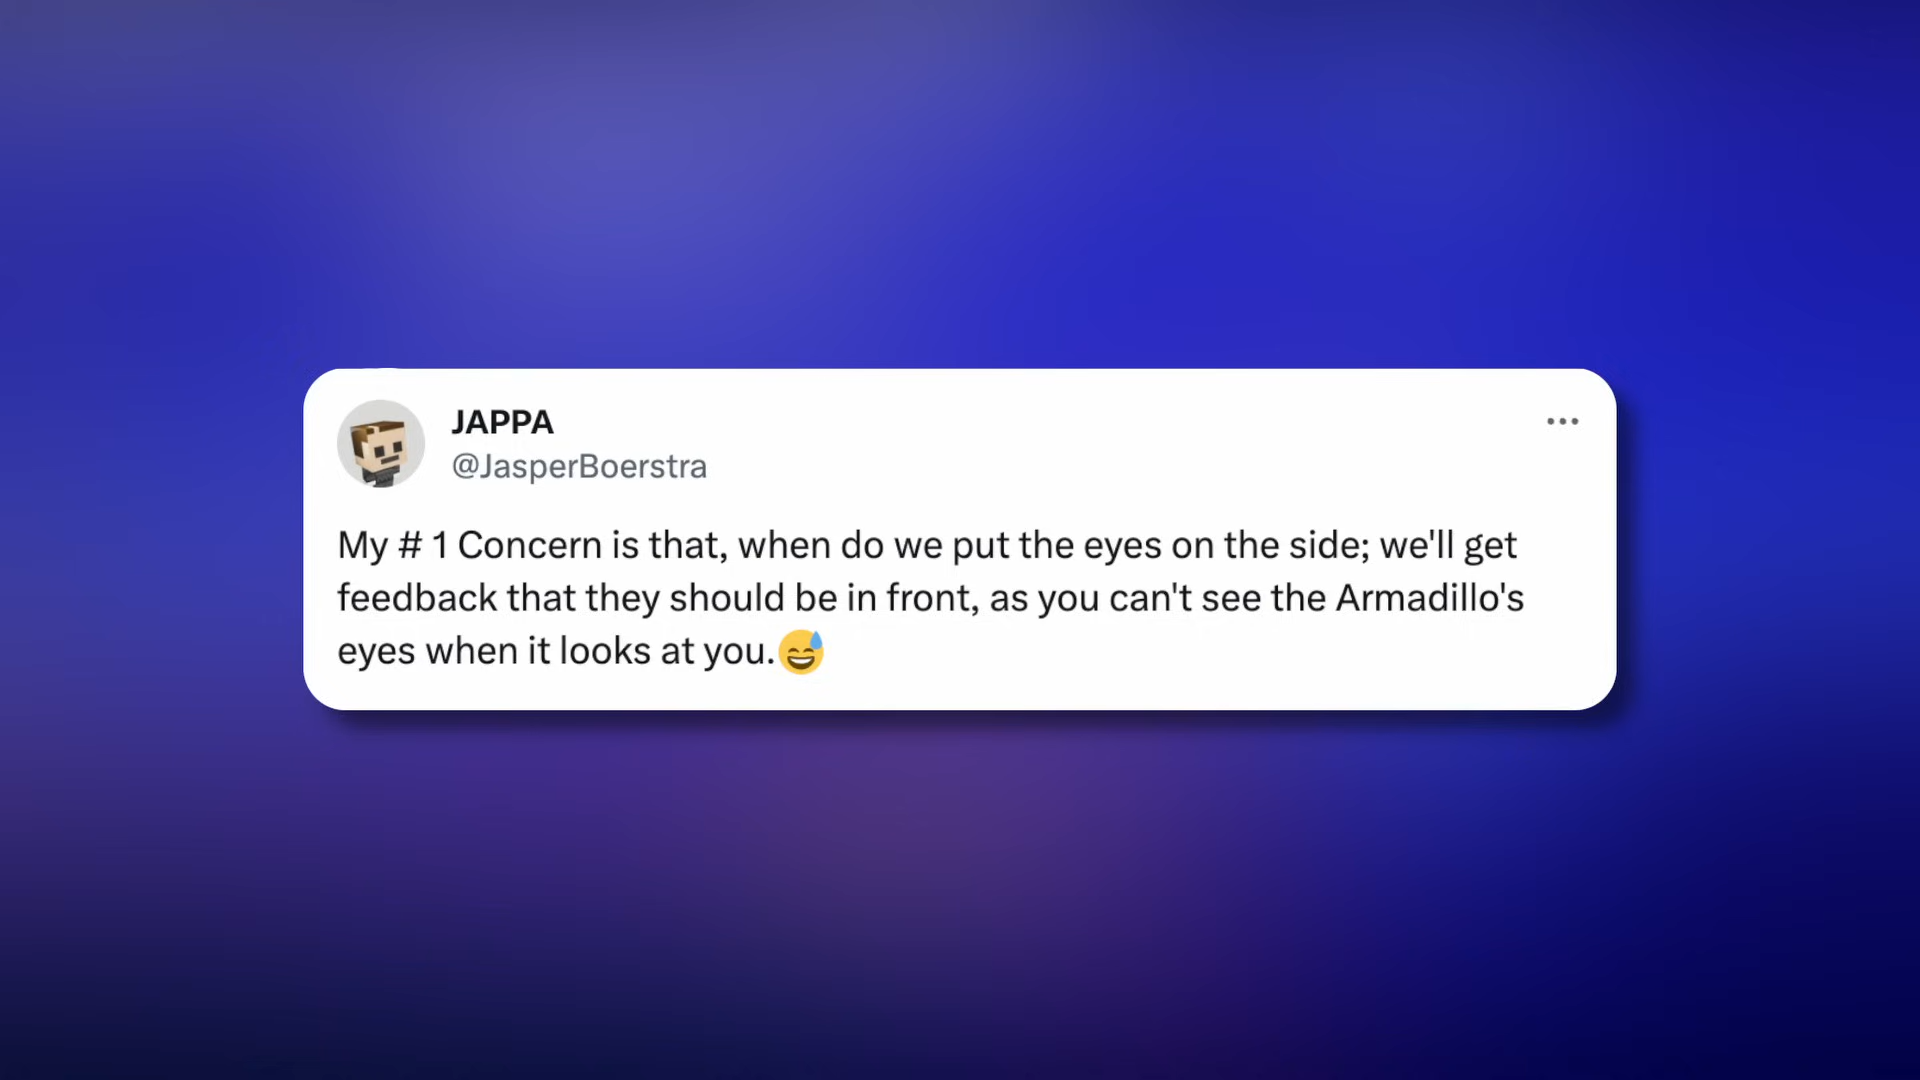 JAPPA
@JasperBoerstra
My # 1 Concern is that, when do we put the eyes on the side; we'll get
feedback that they should be in front, as you can't see the Armadillo's
eyes when it looks at you.😅